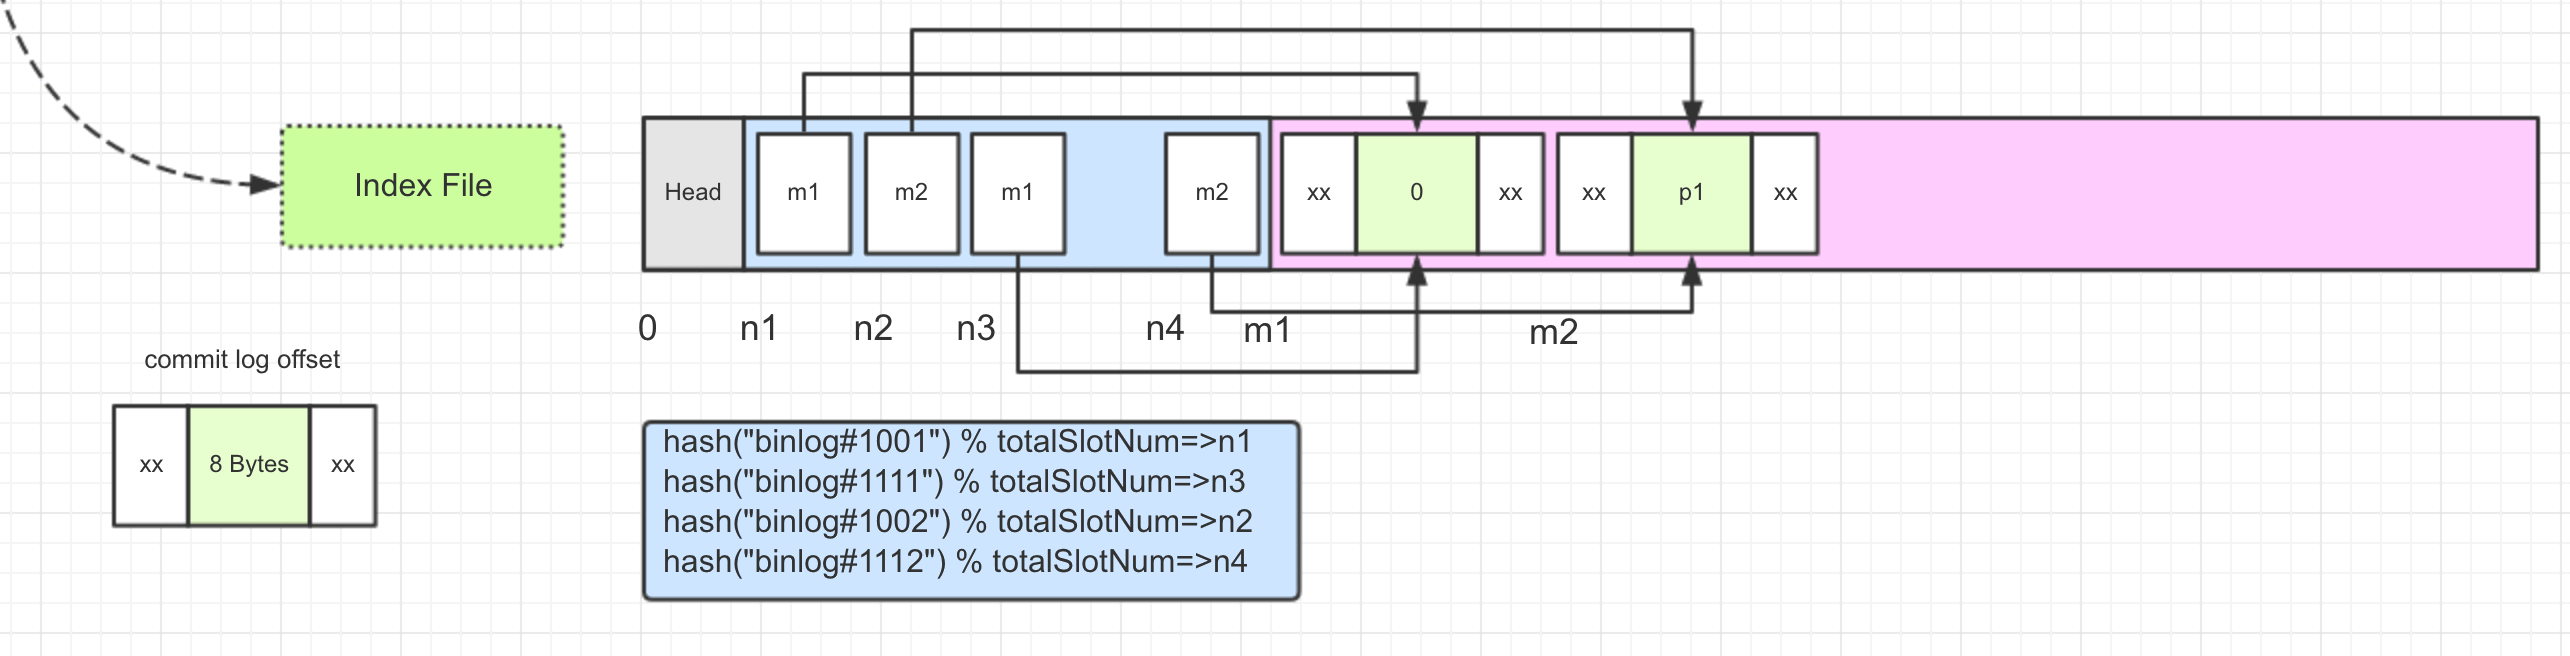 Index File
Head
m1
m2
m1
m2
xx
0
xx
xx
p1
xx
0
n1
n2
n3
n4
m1
m2
commit log offset
xx
8 Bytes
xx
hash("binlog#1001") % totalSlotNum=>n1
hash("binlog#1111") % totalSlotNum=>n3
hash("binlog#1002") % totalSlotNum=>n2
hash("binlog#1112") % totalSlotNum=>n4